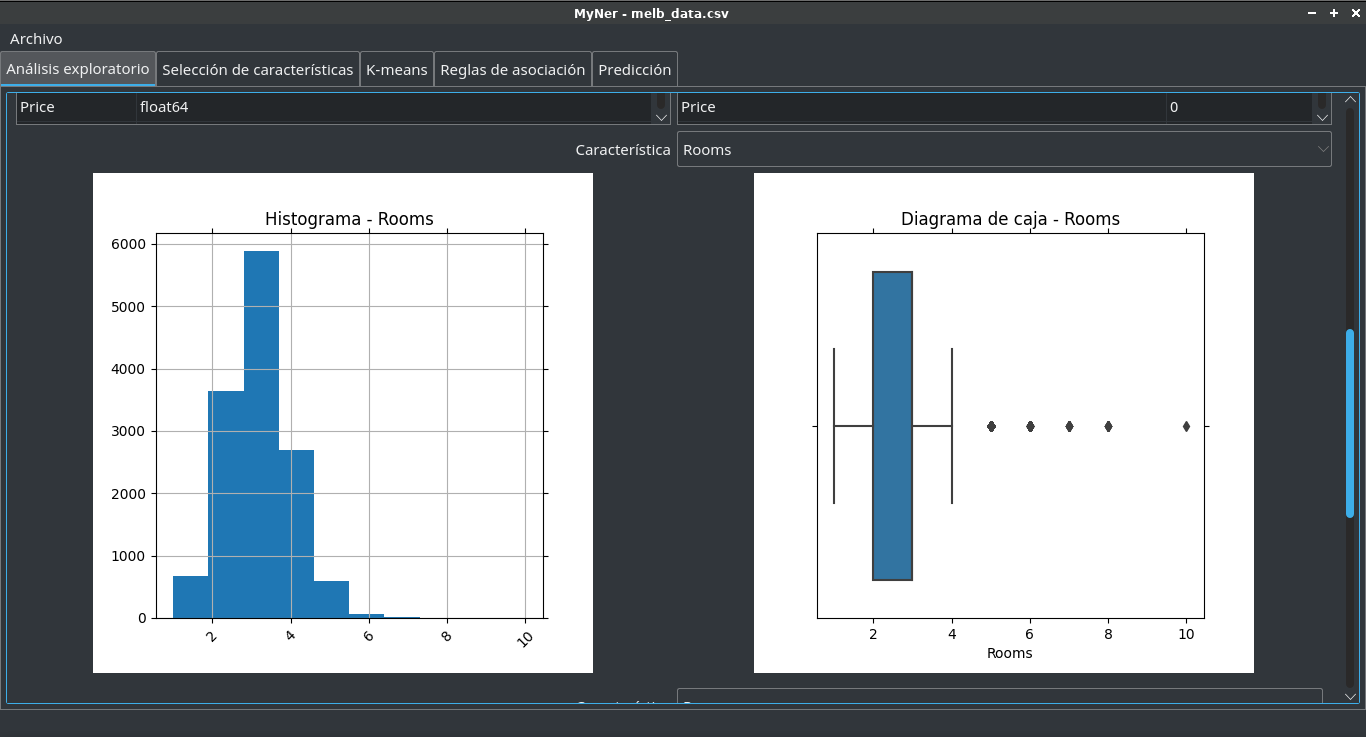 MyNer - melb_data.csv
Archivo
Análisis exploratorio Selección de características K-means Reglas de asociación Predicción
Price float64 Price 0
Característica Rooms
Histograma - Rooms
6000
5000
4000
3000
2000
1000
0
2 4 6 8 10
Diagrama de caja - Rooms
2 4 6 8 10
Rooms